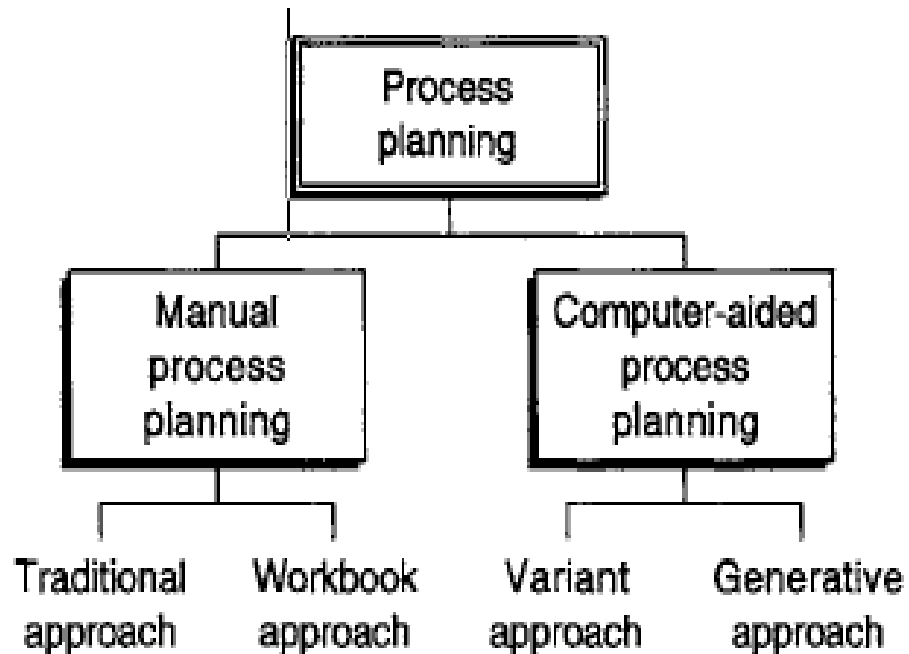 Process
planning
Manual
process
planning
Computer-aided
process
planning
Traditional
approach
Workbook
approach
Variant
approach
Generative
approach